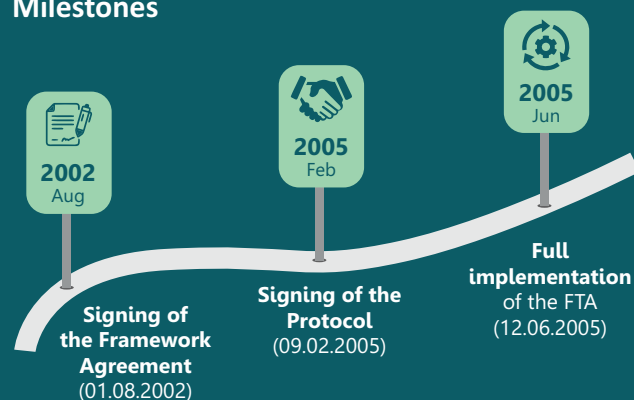 Milestones
2002
Aug
Signing of
the Framework
Agreement
(01.08.2002)
2005
Feb
Signing of the
Protocol
(09.02.2005)
2005
Jun
Full
implementation
of the FTA
(12.06.2005)